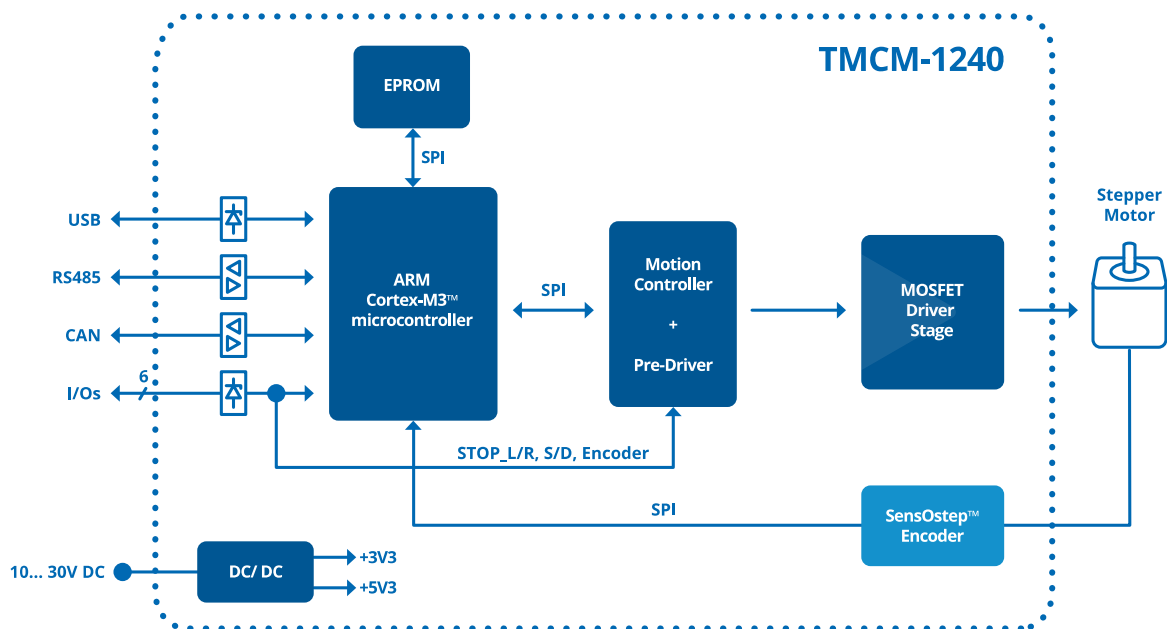 TMCM-1240
EPROM
SPI
USB
RS485
CAN
6
I/Os
ARM
Cortex-M3™
microcontroller
SPI
Motion
Controller
+
Pre-Driver
MOSFET
Driver
Stage
Stepper
Motor
STOP_L/R, S/D, Encoder
SPI
SensOstep™
Encoder
10... 30V DC
DC/ DC
+3V3
+5V3